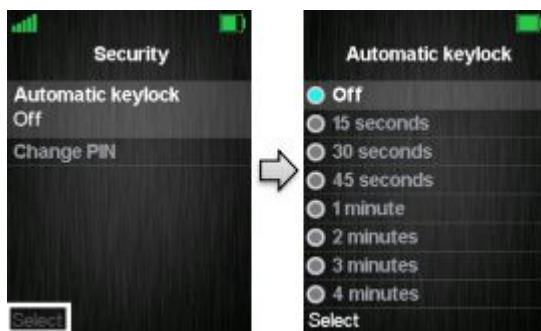 Security
Automatic keylock
Off
Change PIN
Select
Automatic keylock
Off
15 seconds
30 seconds
45 seconds
1 minute
2 minutes
3 minutes
4 minutes
Select